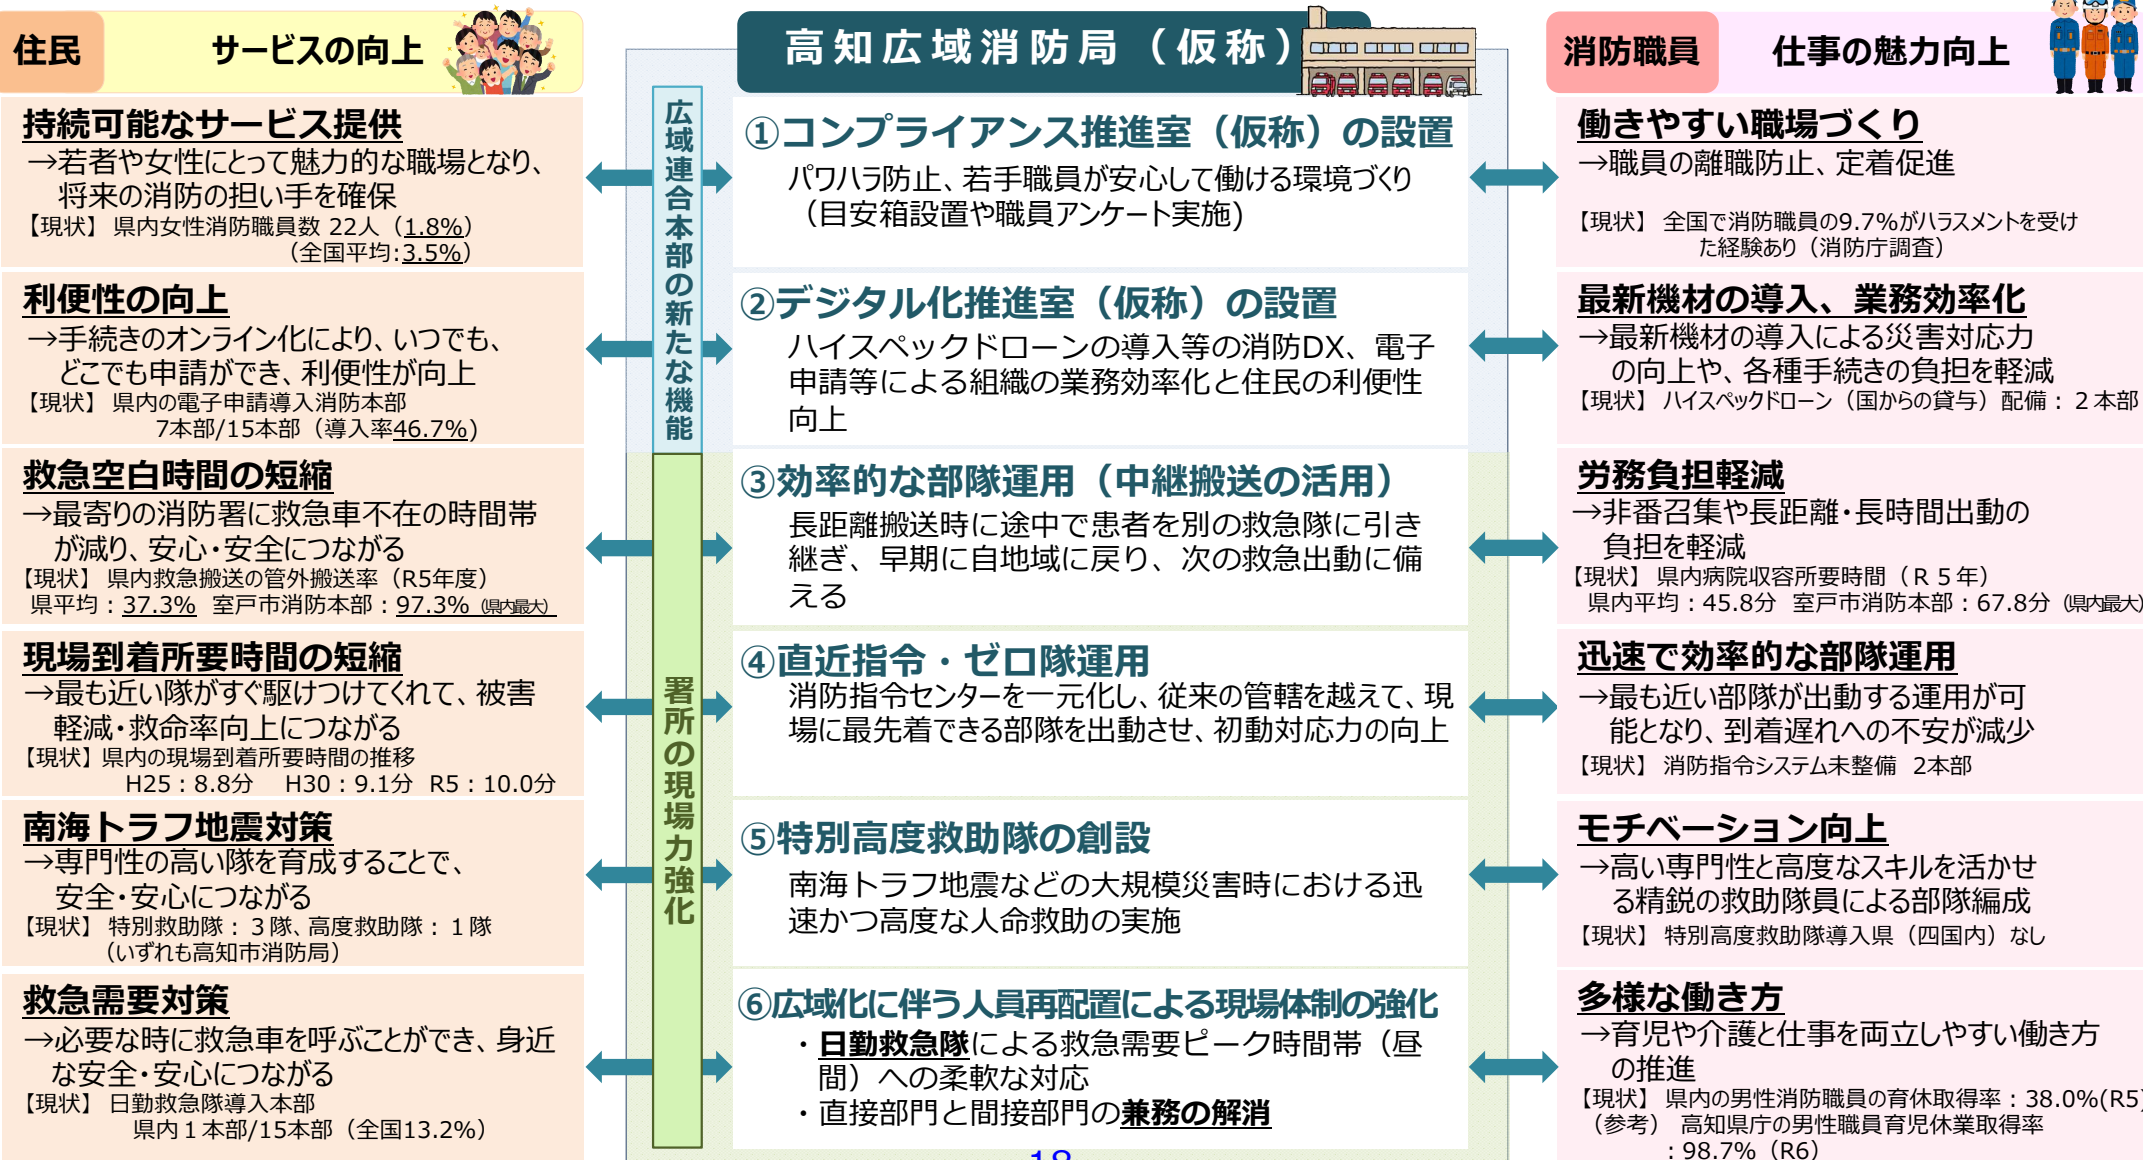 住民
サービスの向上
持続可能なサービス提供
→若者や女性にとって魅力的な職場となり、
将来の消防の担い手を確保
【現状】 県内女性消防職員数 22人（1.8%）
（全国平均:3.5%）
利便性の向上
→手続きのオンライン化により、いつでも、
どこでも申請ができ、利便性が向上
【現状】 県内の電子申請導入消防本部
7本部/15本部（導入率46.7%)
救急空白時間の短縮
→最寄りの消防署に救急車不在の時間帯
が減り、安心・安全につながる
【現状】 県内救急搬送の管外搬送率（R5年度）
県平均：37.3% 室戸市消防本部：97.3%（県内最大）
現場到着所要時間の短縮
→最も近い隊がすぐ駆けつけてくれて、被害
軽減・救命率向上につながる
【現状】 県内の現場到着所要時間の推移
H25：8.8分 H30：9.1分 R5：10.0分
南海トラフ地震対策
→専門性の高い隊を育成することで、
安全・安心につながる
【現状】 特別救助隊：３隊、高度救助隊：１隊
（いずれも高知市消防局）
救急需要対策
→必要な時に救急車を呼ぶことができ、身近
な安全・安心につながる
【現状】 日勤救急隊導入本部
県内１本部/15本部（全国13.2%）
高知広域消防局（仮称）
広域連合本部の新たな機能
①コンプライアンス推進室（仮称）の設置
パワハラ防止、若手職員が安心して働ける環境づくり
（目安箱設置や職員アンケート実施)
②デジタル化推進室（仮称）の設置
ハイスペックドローンの導入等の消防DX、電子
申請等による組織の業務効率化と住民の利便性
向上
署所の現場力強化
③効率的な部隊運用（中継搬送の活用）
長距離搬送時に途中で患者を別の救急隊に引き
継ぎ、早期に自地域に戻り、次の救急出動に備
える
④直近指令・ゼロ隊運用
消防指令センターを一元化し、従来の管轄を越えて、現
場に最先着できる部隊を出動させ、初動対応力の向上
⑤特別高度救助隊の創設
南海トラフ地震などの大規模災害時における迅
速かつ高度な人命救助の実施
⑥広域化に伴う人員再配置による現場体制の強化
・日勤救急隊による救急需要ピーク時間帯（昼
間）への柔軟な対応
・直接部門と間接部門の兼務の解消
消防職員
仕事の魅力向上
働きやすい職場づくり
→職員の離職防止、定着促進
【現状】 全国で消防職員の9.7%がハラスメントを受け
た経験あり（消防庁調査）
最新機材の導入、業務効率化
→最新機材の導入による災害対応力
の向上や、各種手続きの負担を軽減
【現状】 ハイスペックドローン（国からの貸与）配備：２本部
労務負担軽減
→非番召集や長距離・長時間出動の
負担を軽減
【現状】 県内病院収容所要時間（R５年）
県内平均：45.8分 室戸市消防本部：67.8分（県内最大）
迅速で効率的な部隊運用
→最も近い部隊が出動する運用が可
能となり、到着遅れへの不安が減少
【現状】 消防指令システム未整備 2本部
モチベーション向上
→高い専門性と高度なスキルを活かせ
る精鋭の救助隊員による部隊編成
【現状】 特別高度救助隊導入県（四国内）なし
多様な働き方
→育児や介護と仕事を両立しやすい働き方
の推進
【現状】 県内の男性消防職員の育休取得率：38.0%(R5)
（参考） 高知県庁の男性職員育児休業取得率
：98.7%（R6）